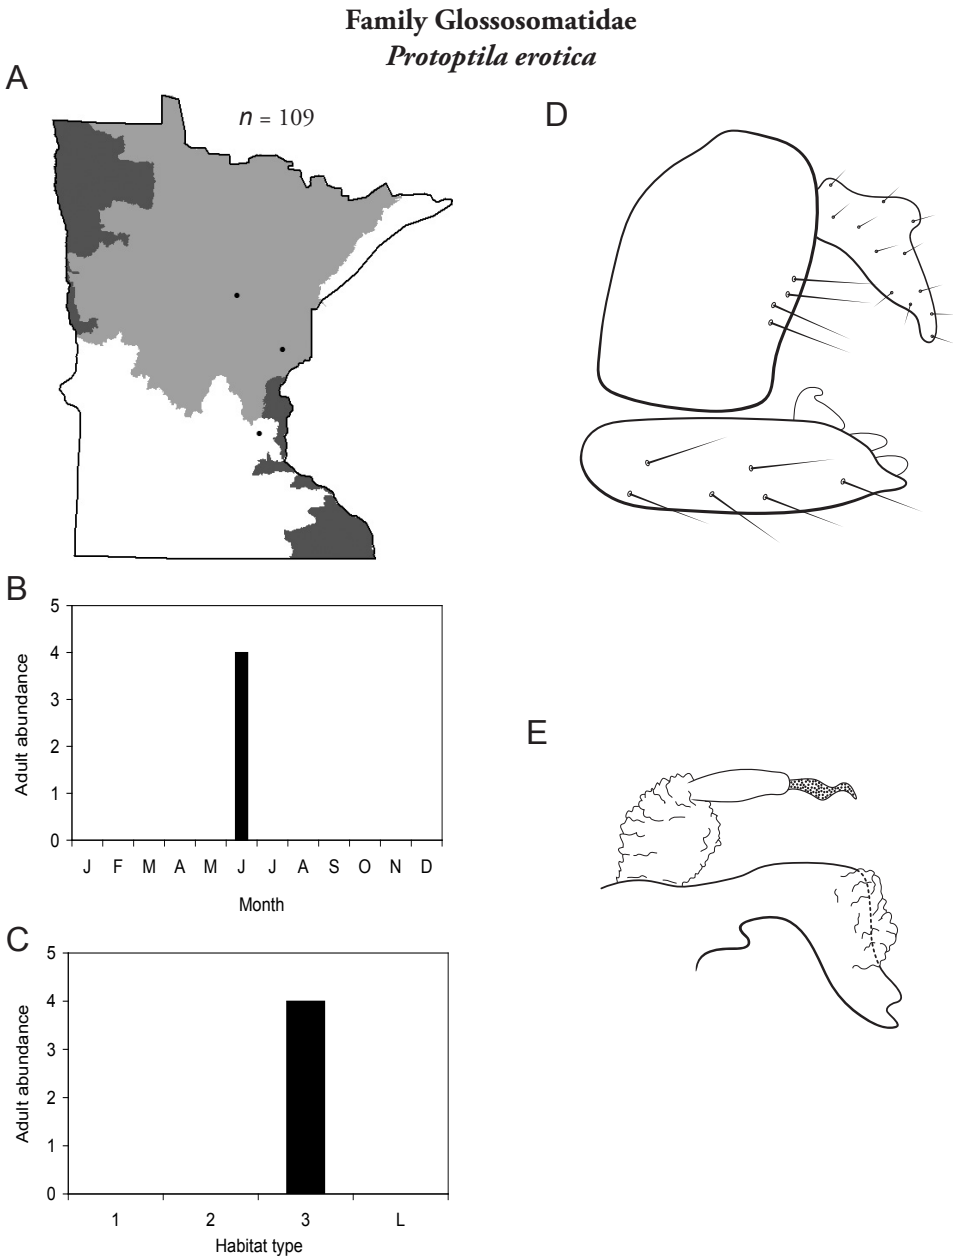 Family Glossosomatidae
Protoptila erotica
A
n = 109
D
B
5
4
3
2
1
0
Adult abundance
J F M A M J J A S O N D
Month
E
C
5
4
3
2
1
0
Adult abundance
1 2 3 L
Habitat type